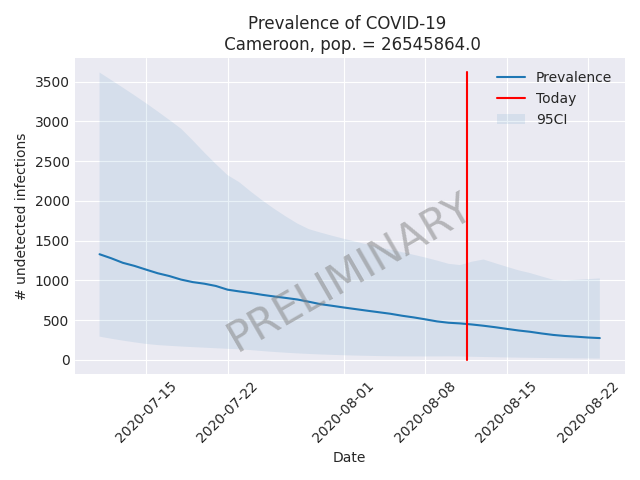 Prevalence of COVID-19
Cameroon, pop. = 26545864.0
Prevalence
Today
95CI
# undetected infections
3500
3000
2500
2000
1500
1000
500
0
PRELIMINARY
2020-07-15
2020-07-22
2020-08-01
2020-08-08
2020-08-15
2020-08-22
Date